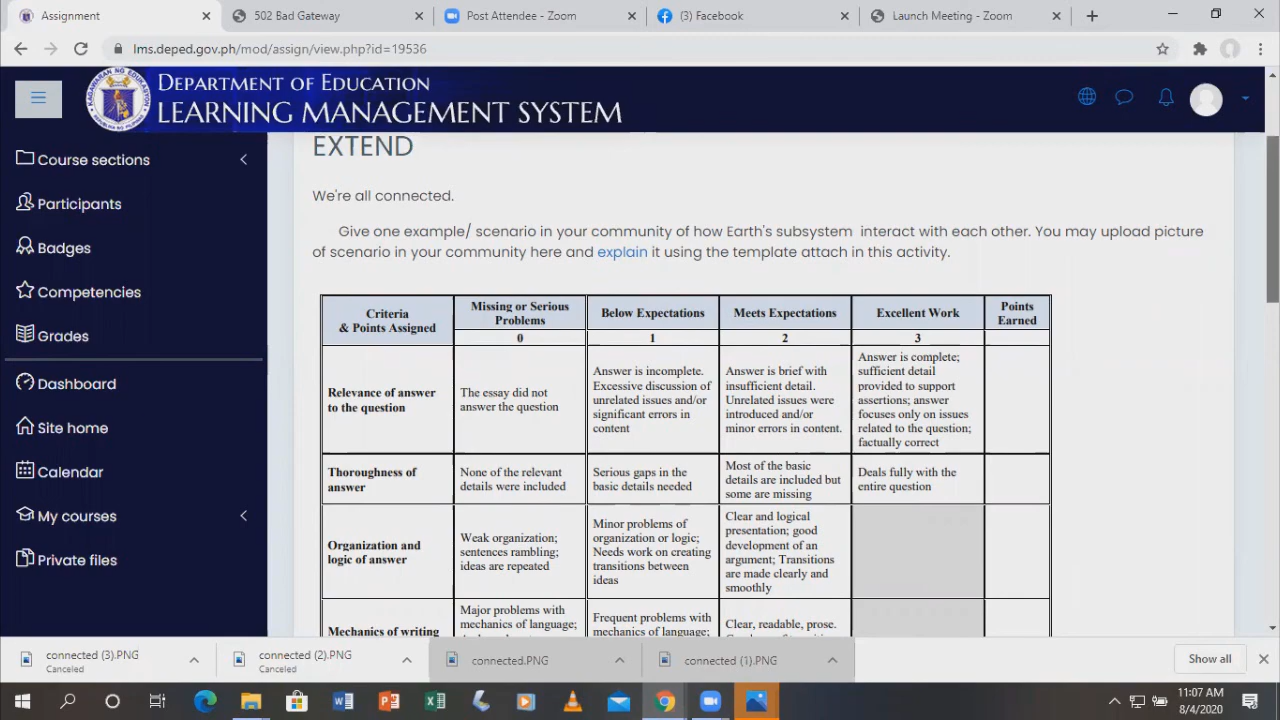 Assignment
502 Bad Gateway
Post Attendee - Zoom
(3) Facebook
Launch Meeting - Zoom
lms.deped.gov.ph/mod/assign/view.php?id=19536
DEPARTMENT OF EDUCATION
LEARNING MANAGEMENT SYSTEM
Course sections
Participants
Badges
Competencies
Grades
Dashboard
Site home
Calendar
My courses
Private files
EXTEND
We're all connected.
Give one example/ scenario in your community of how Earth's subsystem interact with each other. You may upload picture
of scenario in your community here and explain it using the template attach in this activity.
Criteria
& Points Assigned
Missing or Serious
Problems
0
Below Expectations
1
Meets Expectations
2
Excellent Work
3
Points
Earned
Relevance of answer
to the question
The essay did not
answer the question
Answer is incomplete.
Excessive discussion of
unrelated issues and/or
significant errors in
content
Answer is brief with
insufficient detail.
Unrelated issues were
introduced and/or
minor errors in content.
Answer is complete;
sufficient detail
provided to support
assertions; answer
focuses only on issues
related to the question;
factually correct
Thoroughness of
answer
None of the relevant
details were included
Serious gaps in the
basic details needed
Most of the basic
details are included but
some are missing
Deals fully with the
entire question
Organization and
logic of answer
Weak organization;
sentences rambling;
ideas are repeated
Minor problems of
organization or logic;
Needs work on creating
transitions between
ideas
Clear and logical
presentation; good
development of an
argument; Transitions
are made clearly and
smoothly
Mechanics of writing
Major problems with
mechanics of language;
Frequent problems with
mechanics of language;
Clear, readable, prose.
connected (3).PNG
Canceled
connected (2).PNG
Canceled
connected.PNG
connected (1).PNG
Show all
11:07 AM
8/4/2020